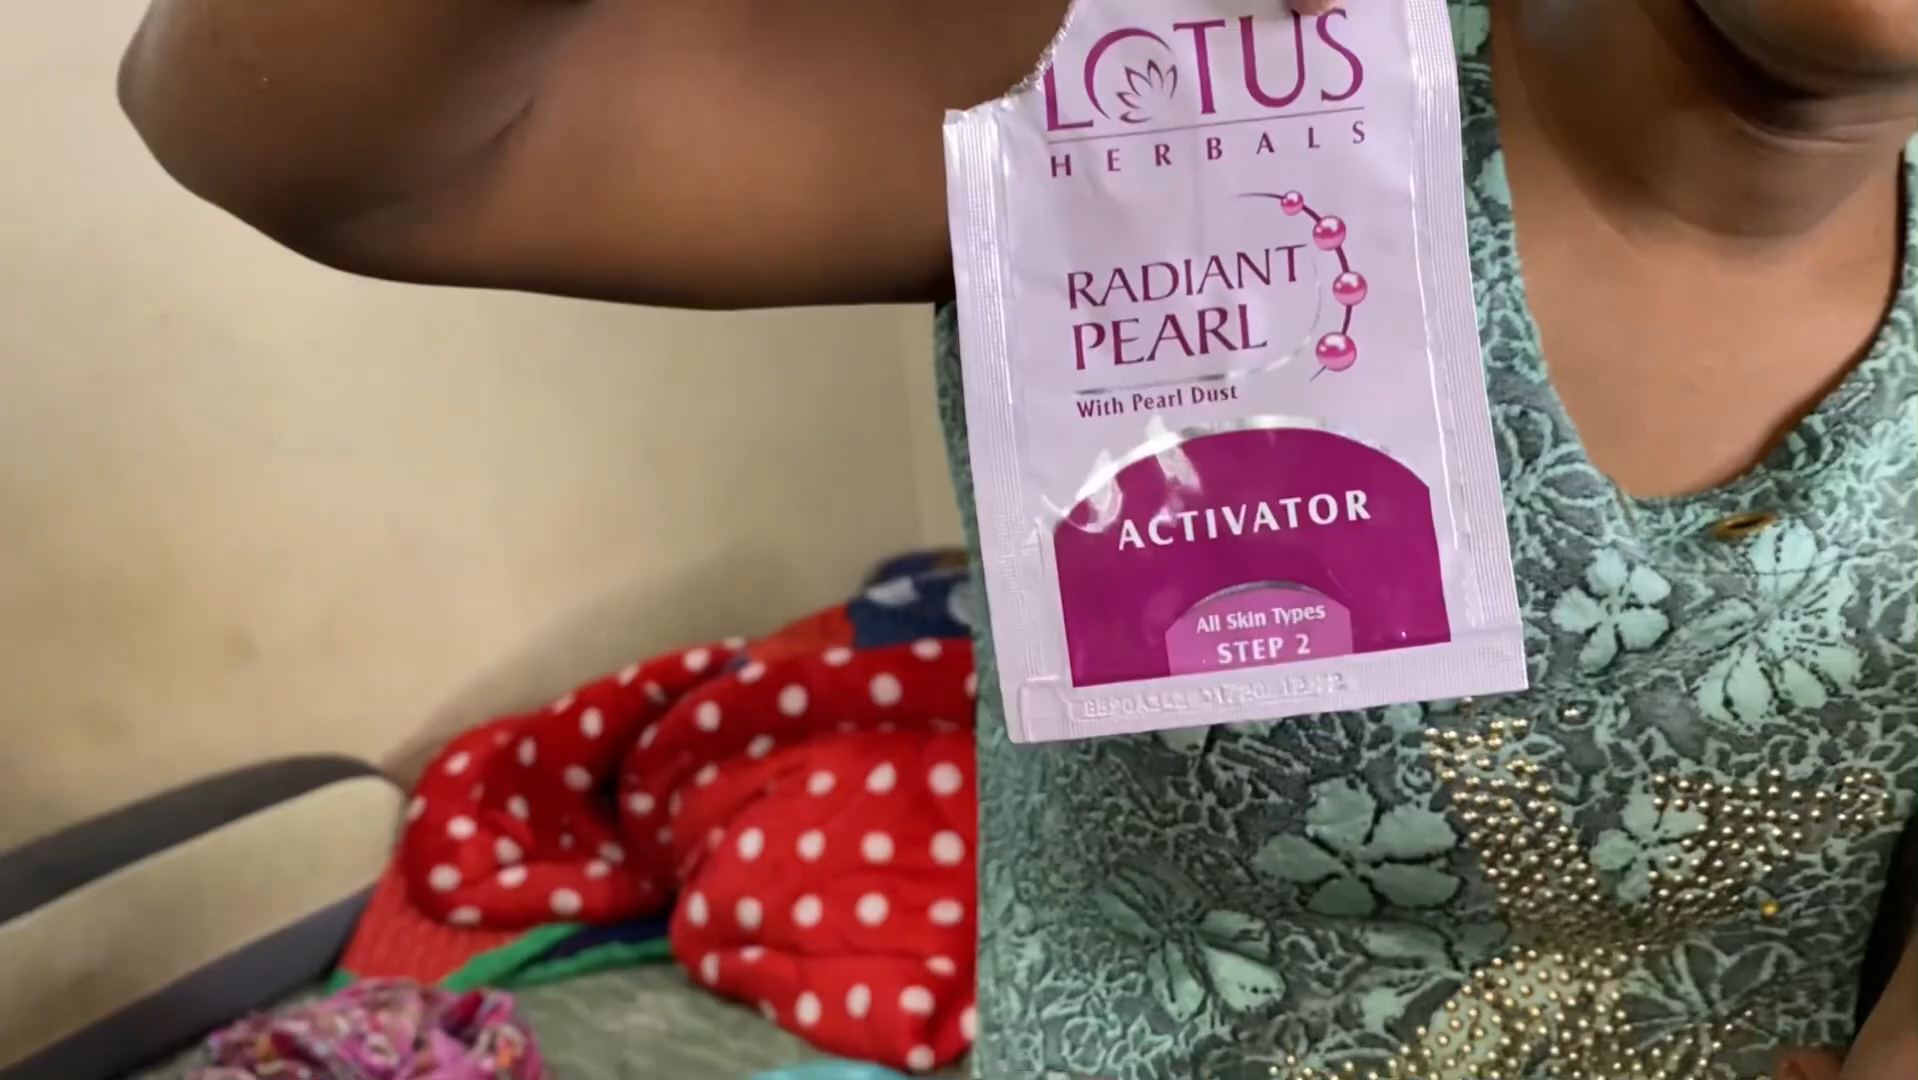 LOTUS
HERBALS
RADIANT
PEARL
With Pearl Dust
ACTIVATOR
All Skin Types
STEP 2